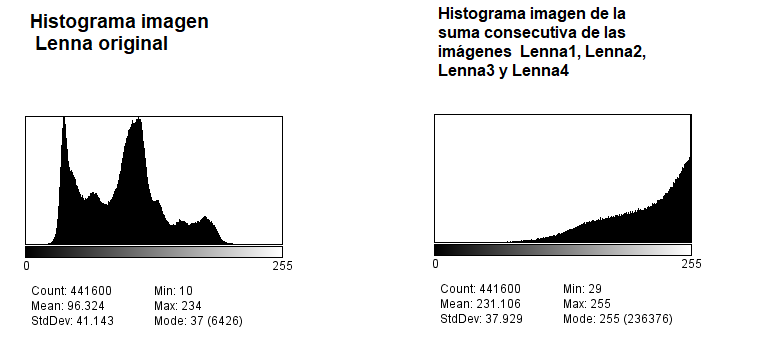 Histograma imagen
Lenna original
0 255
Count: 441600 Min: 10
Mean: 96.324 Max: 234
StdDev: 41.143 Mode: 37 (6426)
Histograma imagen de la
suma consecutiva de las
imágenes Lenna1, Lenna2,
Lenna3 y Lenna4
0 255
Count: 441600 Min: 29
Mean: 231.106 Max: 255
StdDev: 37.929 Mode: 255 (236376)